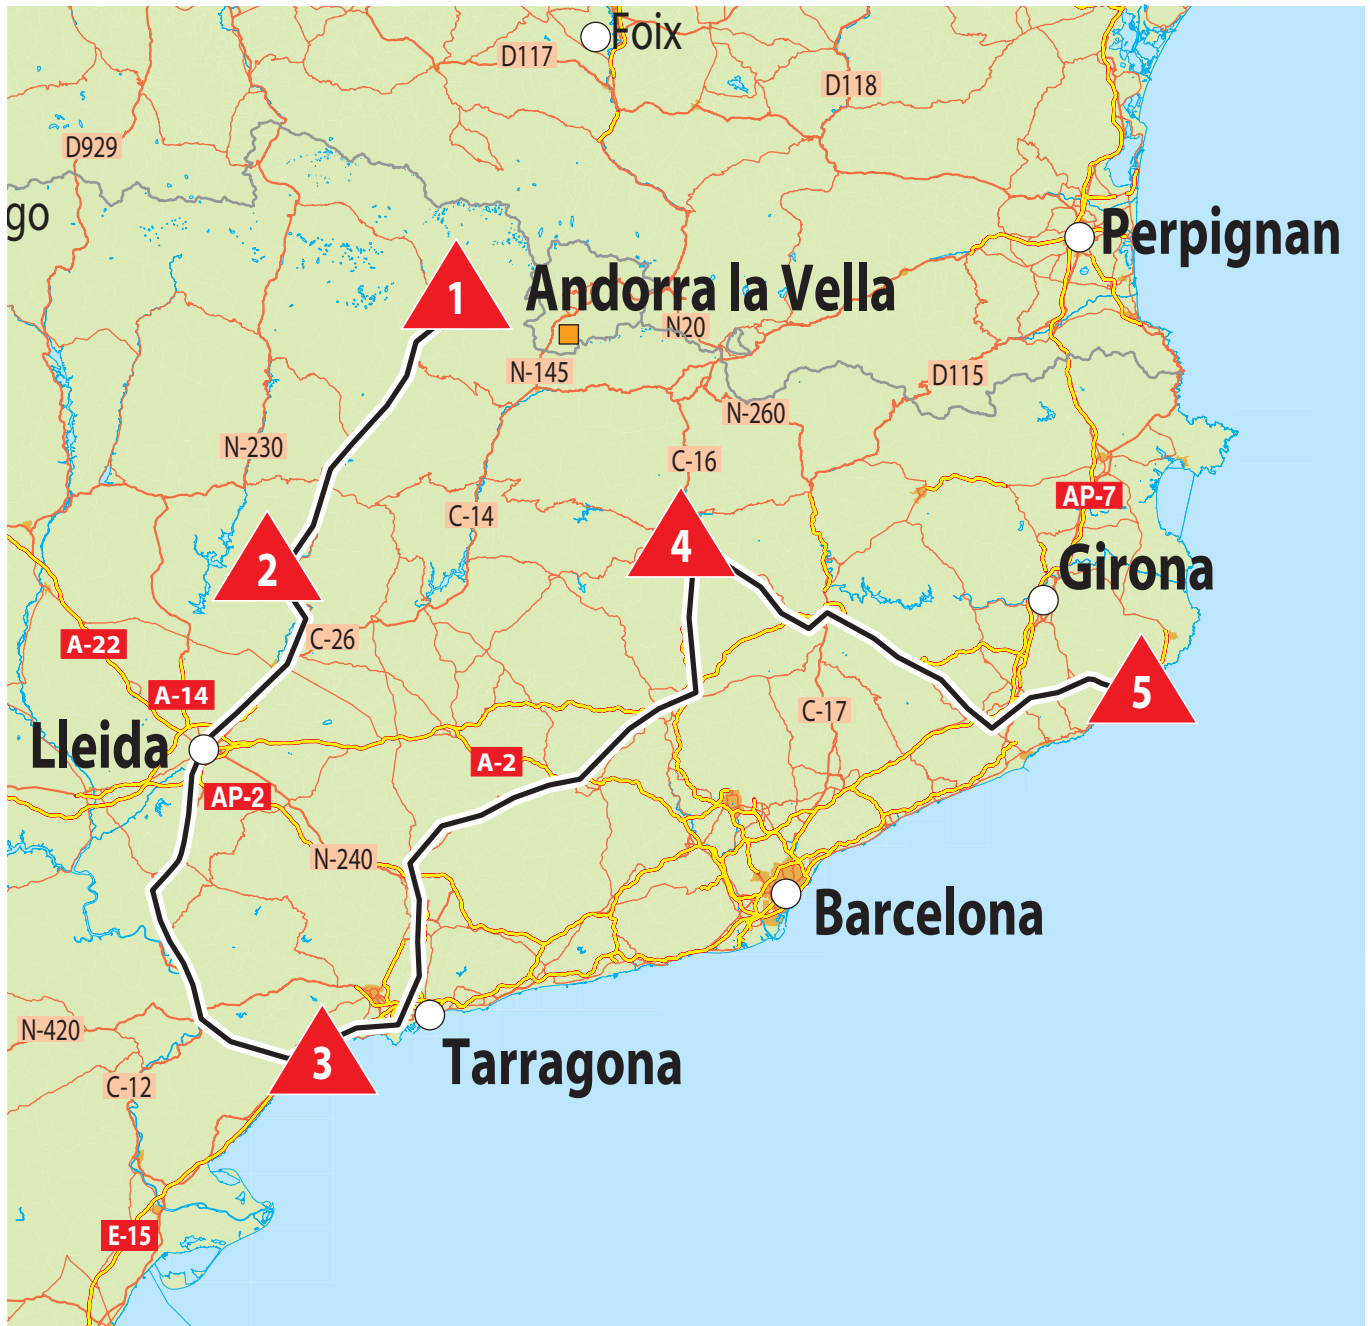 Foix
D117
D118
D929
go
Perpignan
1
Andorra la Vella
N20
N-145
D115
N-260
N-230
C-16
AP-7
C-14
4
2
Girona
C-26
A-22
A-14
5
C-17
Lleida
A-2
AP-2
N-240
Barcelona
N-420
3
Tarragona
C-12
E-15